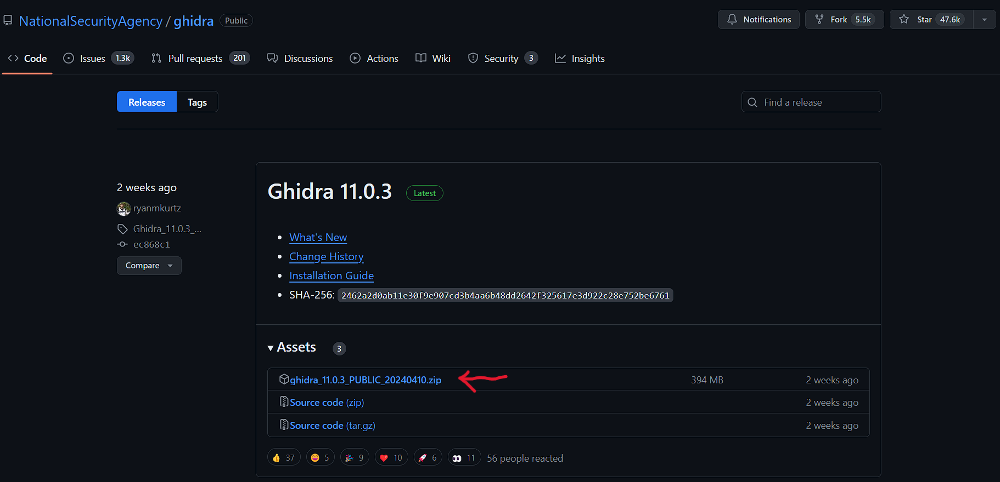 NationalSecurityAgency / ghidra Public
Notifications Fork 5.5k Star 47.6k
Code Issues 1.3k Pull requests 201 Discussions Actions Wiki Security 3 Insights
Releases Tags
Find a release
2 weeks ago
ryanmkurtz
Ghidra_11.0.3_...
ec868c1
Compare
Ghidra 11.0.3 Latest
What's New
Change History
Installation Guide
SHA-256: 2462a2d0ab11e30f9e907cd3b4aa6b48dd2642f325617e3d922c28e752be6761
Assets 3
ghidra_11.0.3_PUBLIC_20240410.zip 394 MB 2 weeks ago
Source code (zip) 2 weeks ago
Source code (tar.gz) 2 weeks ago
37 5 9 10 6 11 56 people reacted